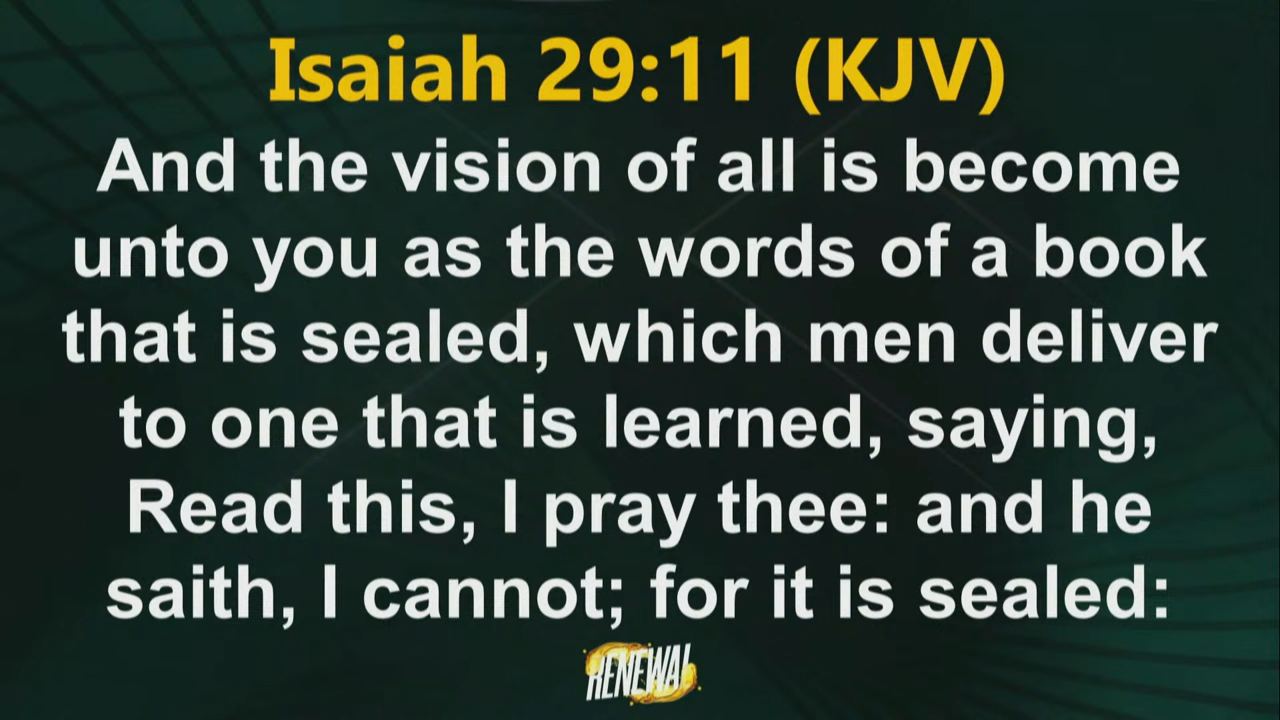 Isaiah 29:11 (KJV)
And the vision of all is become
unto you as the words of a book
that is sealed, which men deliver
to one that is learned, saying,
Read this, I pray thee: and he
saith, I cannot; for it is sealed:
RENEWAL